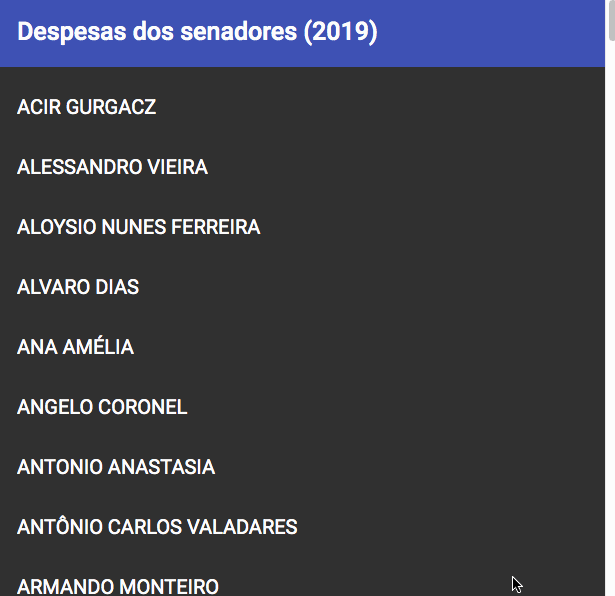 Despesas dos senadores (2019)
ACIR GURGACZ
ALESSANDRO VIEIRA
ALOYSIO NUNES FERREIRA
ALVARO DIAS
ANA AMÉLIA
ANGELO CORONEL
ANTONIO ANASTASIA
ANTÔNIO CARLOS VALADARES
ARMANDO MONTEIRO